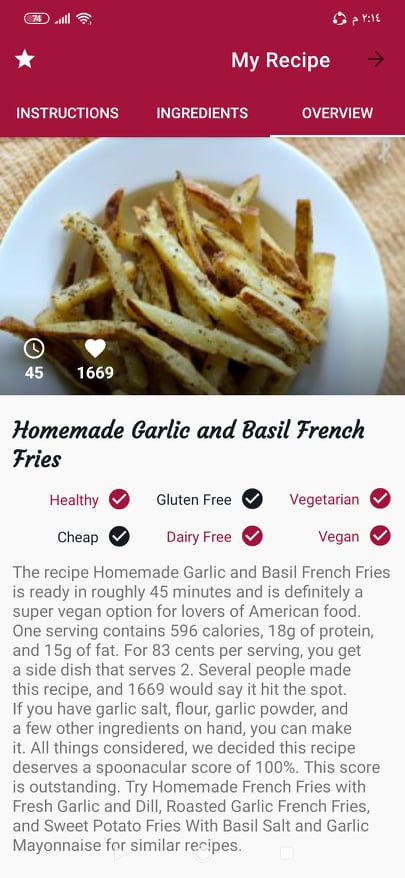 74
٢:١٤ م
My Recipe
INSTRUCTIONS
INGREDIENTS
OVERVIEW
45
1669
Homemade Garlic and Basil French
Fries
Healthy
Gluten Free
Vegetarian
Cheap
Dairy Free
Vegan
The recipe Homemade Garlic and Basil French Fries
is ready in roughly 45 minutes and is definitely a
super vegan option for lovers of American food.
One serving contains 596 calories, 18g of protein,
and 15g of fat. For 83 cents per serving, you get
a side dish that serves 2. Several people made
this recipe, and 1669 would say it hit the spot.
If you have garlic salt, flour, garlic powder, and
a few other ingredients on hand, you can make
it. All things considered, we decided this recipe
deserves a spoonacular score of 100%. This score
is outstanding. Try Homemade French Fries with
Fresh Garlic and Dill, Roasted Garlic French Fries,
and Sweet Potato Fries With Basil Salt and Garlic
Mayonnaise for similar recipes.